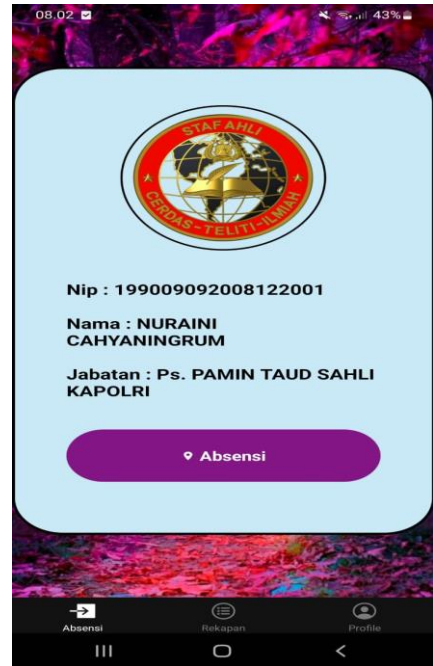 08.02
43%
STAF AHLI
CERDAS-TELITI-ILMIAH
Nip : 199009092008122001
Nama : NURAINI
CAHYANINGRUM
Jabatan : Ps. PAMIN TAUD SAHLI
KAPOLRI
Absensi
Absensi Rekapan Profile